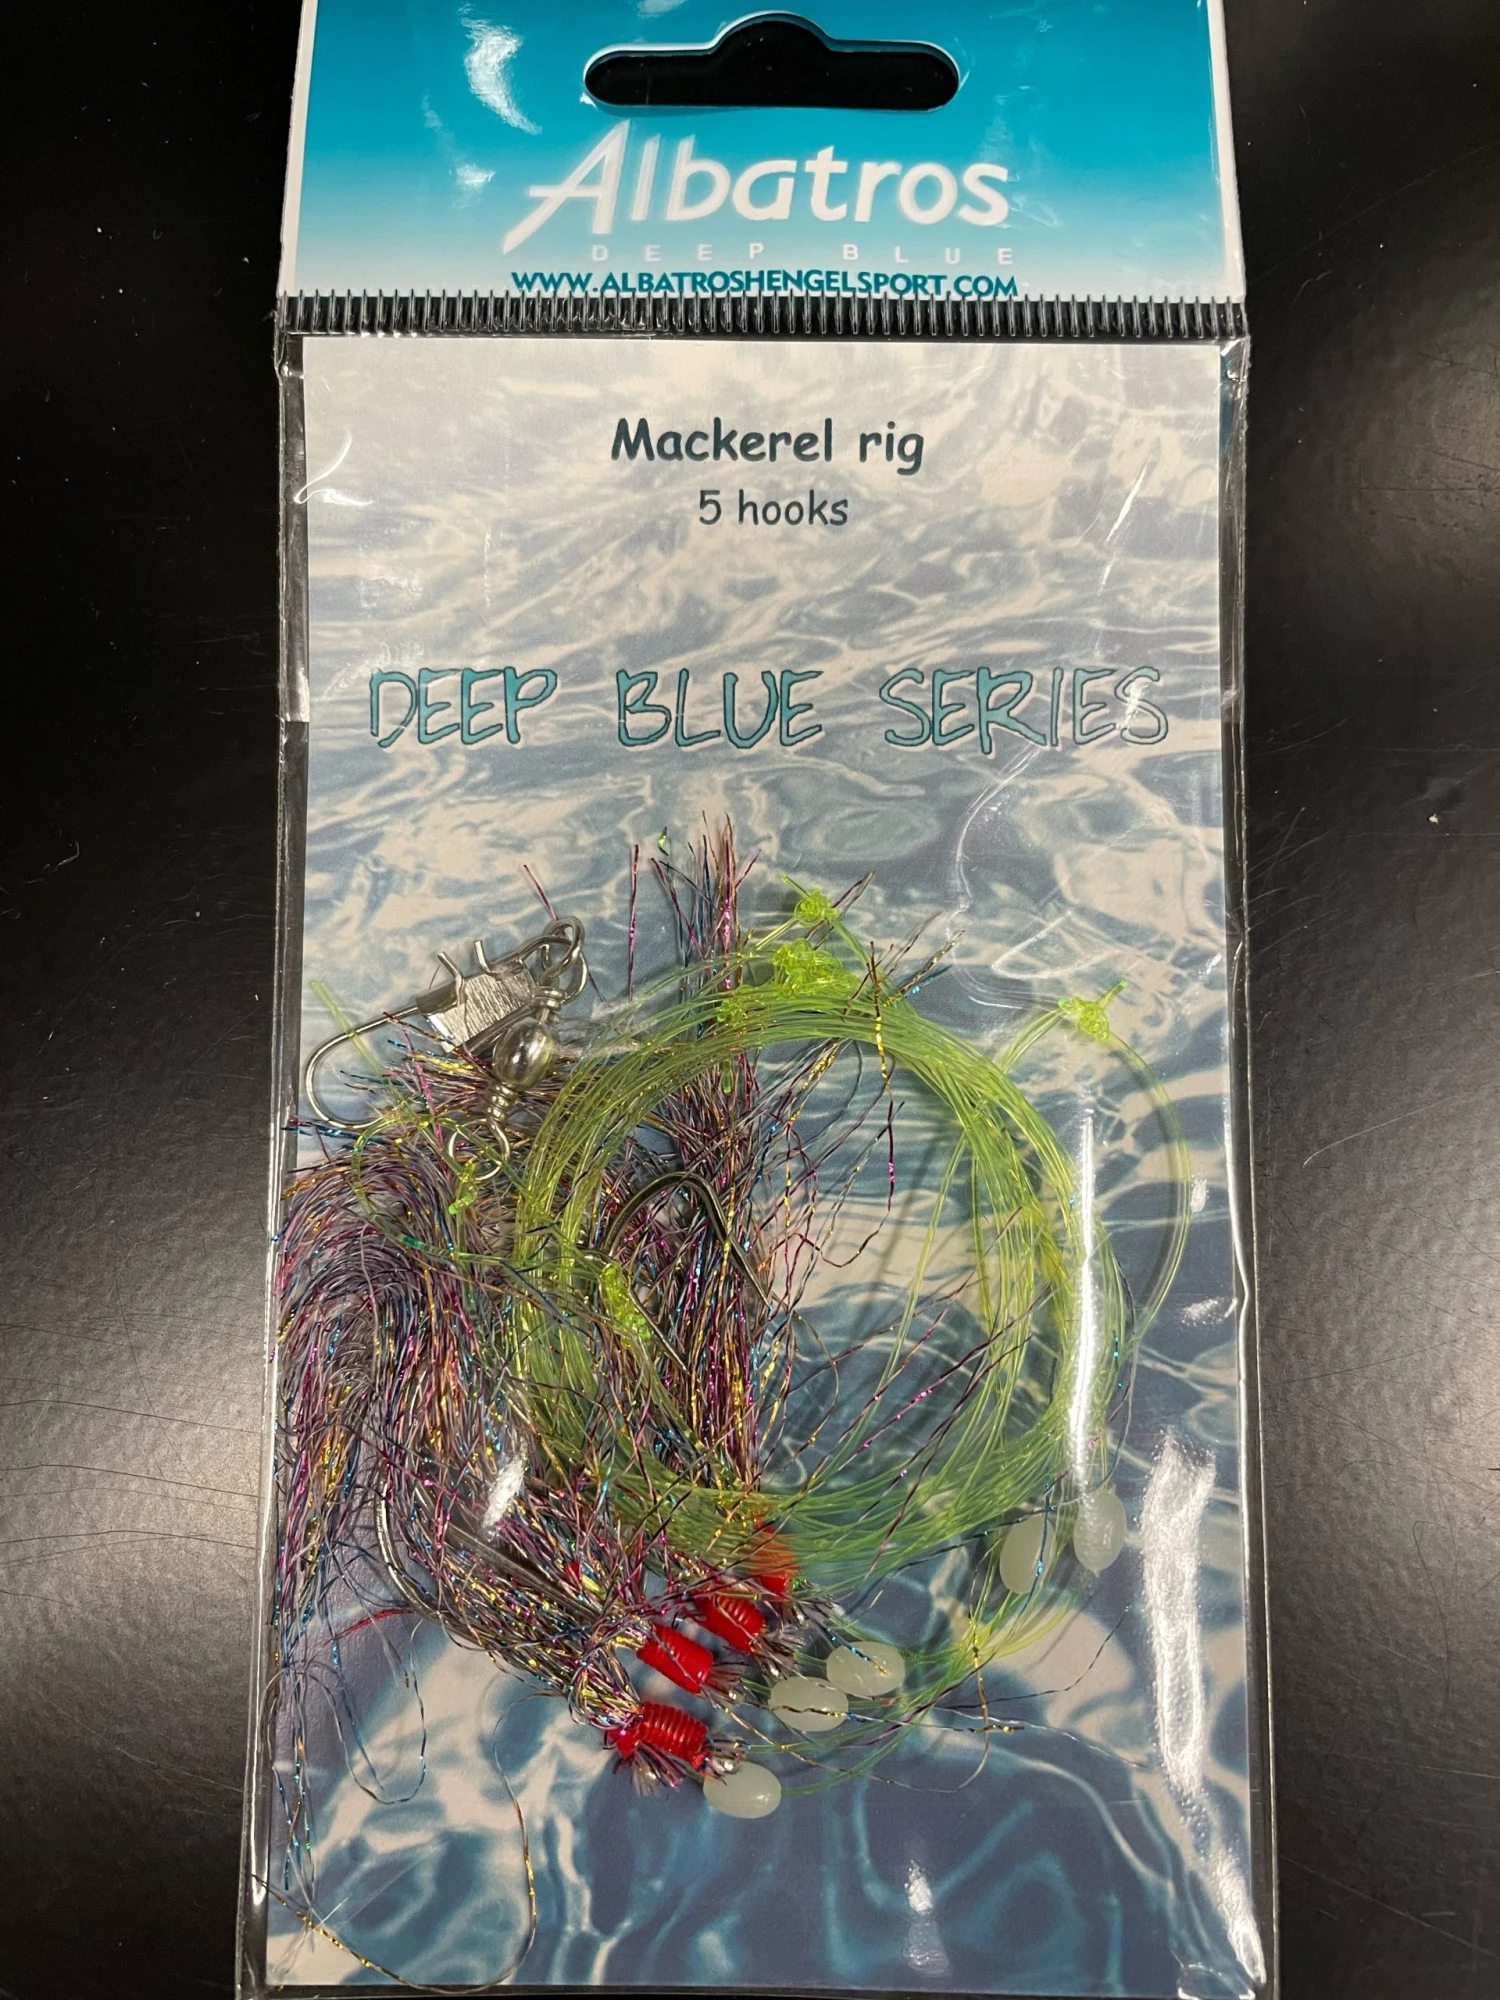 Albatros
DEEP BLUE
WWW.ALBATROSHENGELSPORT.COM
Mackerel rig
5 hooks
DEEP BLUE SERIES